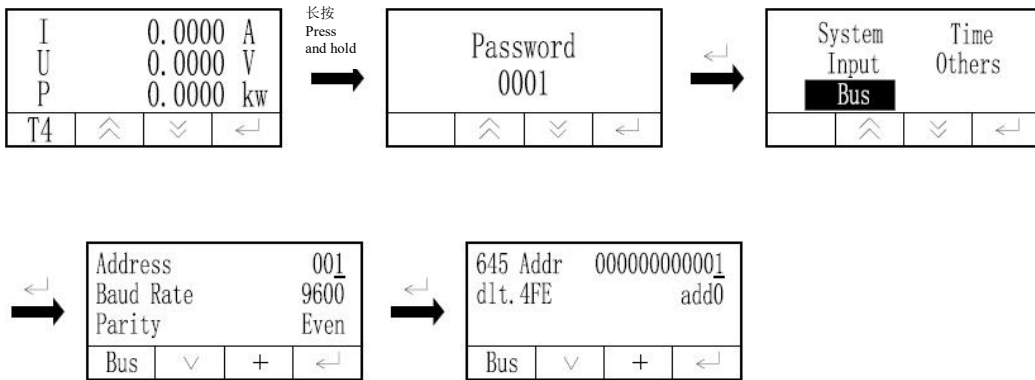 I 0.0000 A
U 0.0000 V
P 0.0000 kw
T4
长按
Press
and hold
Password
0001
System Time
Input Others
Bus
Address 001
Baud Rate 9600
Parity Even
Bus +
645 Addr 000000000001
dlt.4FE add0
Bus +